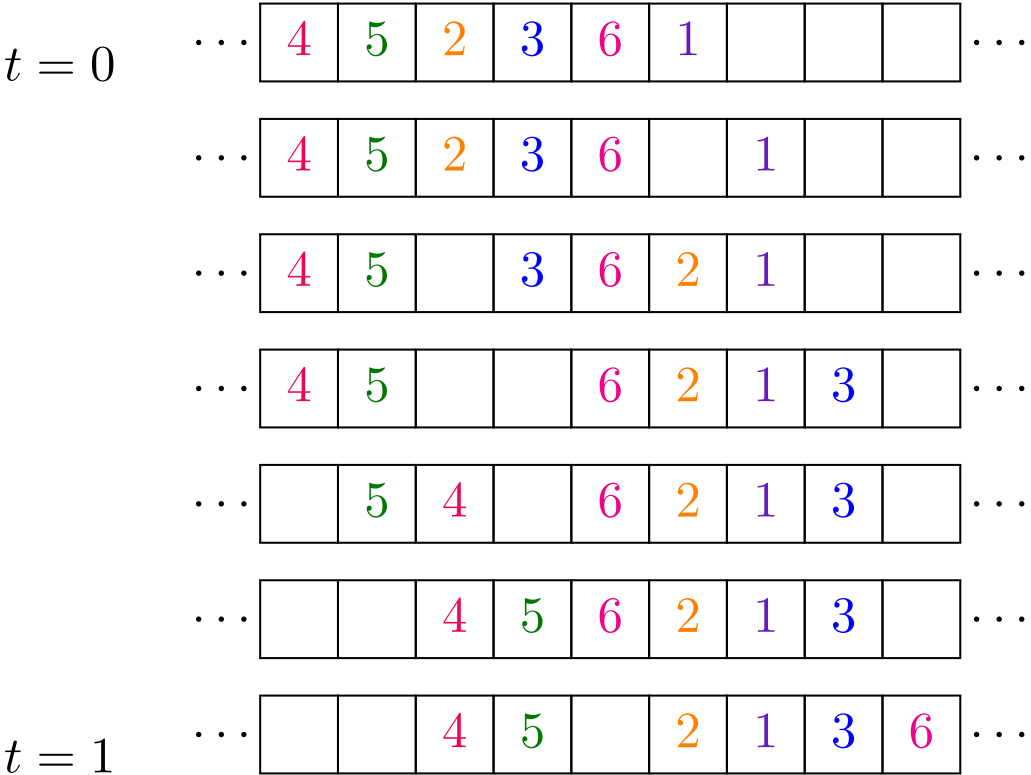 t = 0 ··· 4 5 2 3 6 1 ···
··· 4 5 2 3 6 1 ···
··· 4 5 3 6 2 1 ···
··· 4 5 6 2 1 3 ···
··· 5 4 6 2 1 3 ···
··· 4 5 6 2 1 3 ···
t = 1 ··· 4 5 2 1 3 6 ···